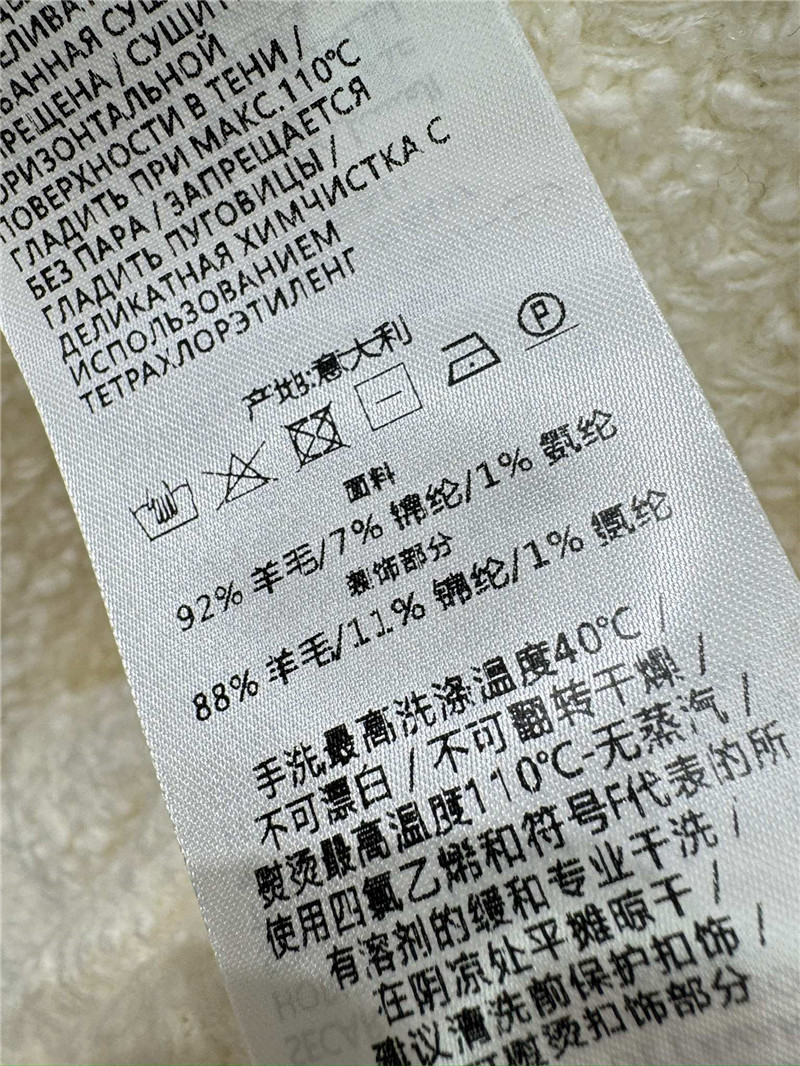 СУШ
ВАННАЯ СУШ
РЕЩЕНА / СУШИТ
ОРИЗОНТАЛЬНОЙ
ПОВЕРХНОСТИ В ТЕНИ /
ГЛАДИТЬ ПРИ МАКС.110°C
БЕЗ ПАРА / ЗАПРЕЩАЕТСЯ
ГЛАДИТЬ ПУГОВИЦЫ /
ДЕЛИКАТНАЯ ХИМЧИСТКА С
ИСПОЛЬЗОВАНИЕМ
ТЕТРАХЛОРЭТИЛЕНГ
产地:意大利
P
面料
92% 羊毛/7% 锦纶/1% 氨纶
装饰部分
88% 羊毛/11% 锦纶/1% 氨纶
手洗最高洗涤温度40°C /
不可漂白 / 不可翻转干燥 /
熨烫最高温度110°C-无蒸汽 /
使用四氯乙烯和符号F代表的所
有溶剂的缓和专业干洗 /
在阴凉处平摊晾干 /
建议清洗前保护扣饰 /
可熨烫扣饰部分